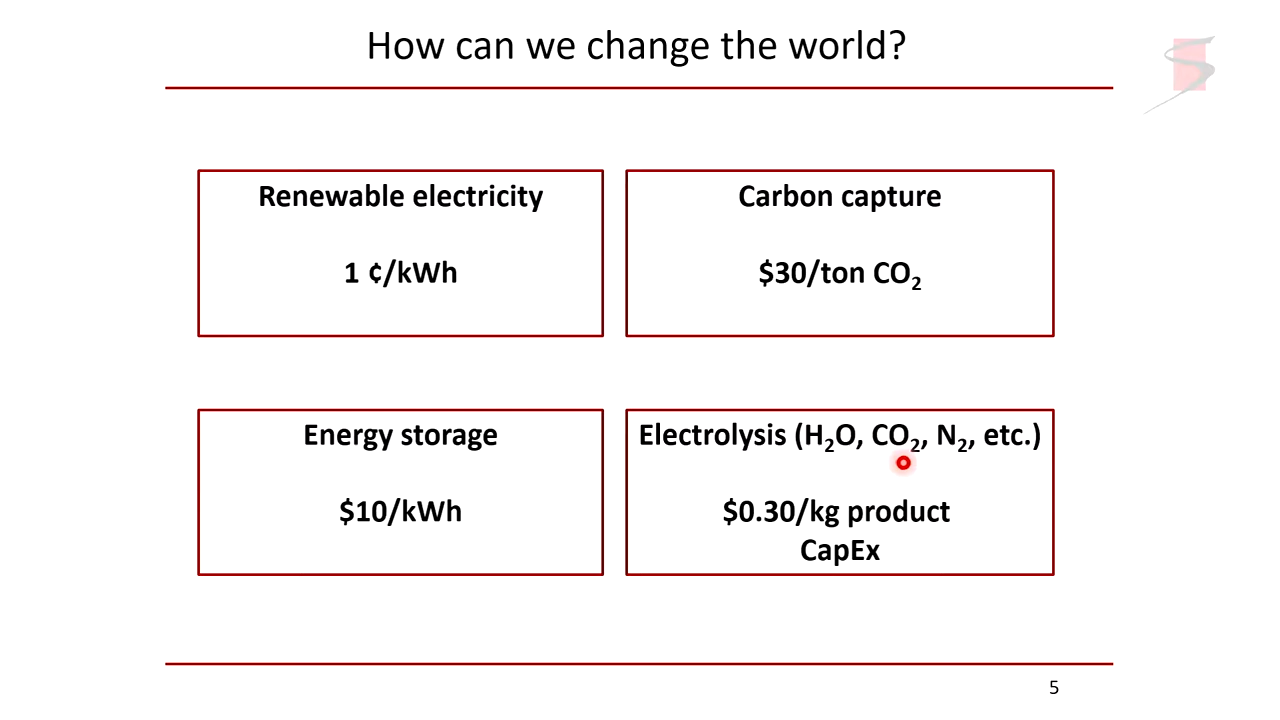 How can we change the world?
Renewable electricity
1 ¢/kWh
Carbon capture
$30/ton CO₂
Energy storage
$10/kWh
Electrolysis (H₂O, CO₂, N₂, etc.)
$0.30/kg product
CapEx
5